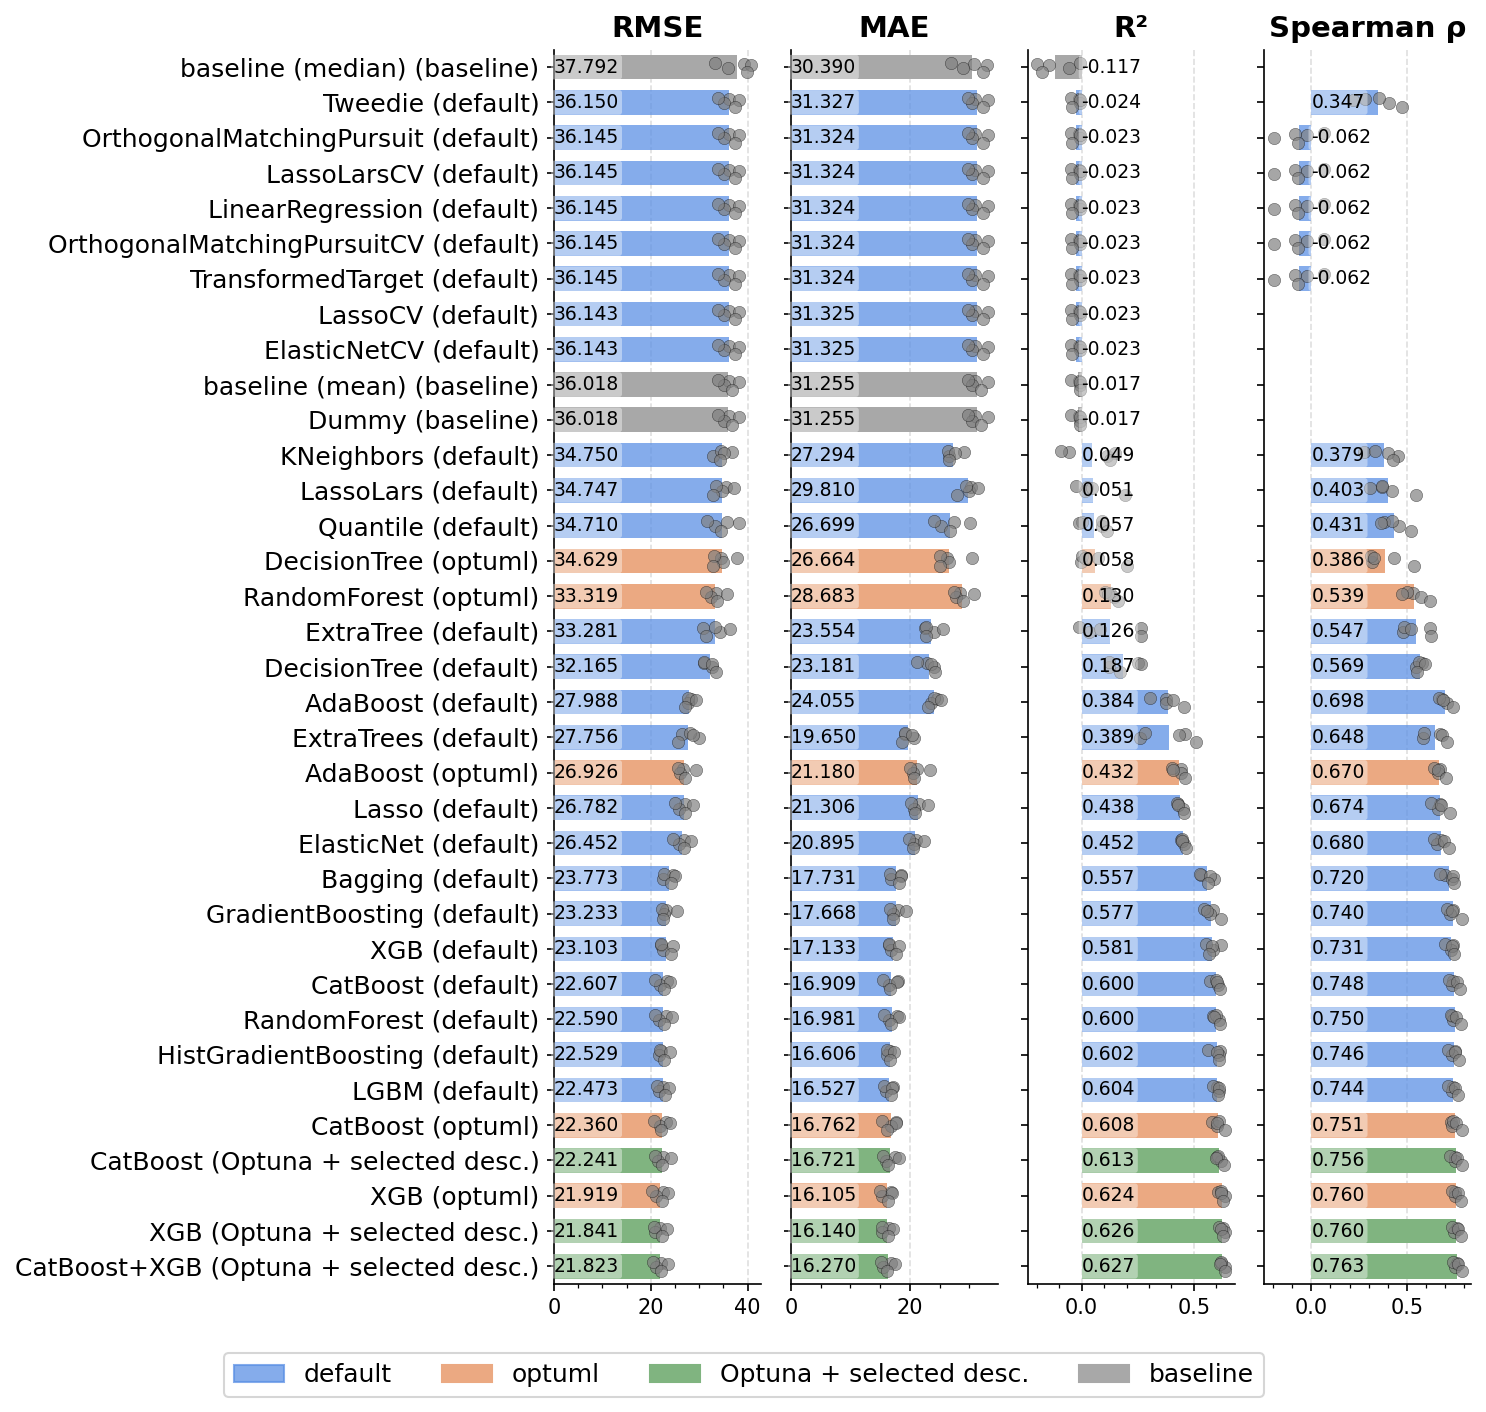 RMSE MAE R² Spearman ρ
baseline (median) (baseline) 37.792 30.390 -0.117
Tweedie (default) 36.150 31.327 -0.024 0.347
OrthogonalMatchingPursuit (default) 36.145 31.324 -0.023 -0.062
LassoLarsCV (default) 36.145 31.324 -0.023 -0.062
LinearRegression (default) 36.145 31.324 -0.023 -0.062
OrthogonalMatchingPursuitCV (default) 36.145 31.324 -0.023 -0.062
TransformedTarget (default) 36.145 31.324 -0.023 -0.062
LassoCV (default) 36.143 31.325 -0.023
ElasticNetCV (default) 36.143 31.325 -0.023
baseline (mean) (baseline) 36.018 31.255 -0.017
Dummy (baseline) 36.018 31.255 -0.017
KNeighbors (default) 34.750 27.294 0.049 0.379
LassoLars (default) 34.747 29.810 0.051 0.403
Quantile (default) 34.710 26.699 0.057 0.431
DecisionTree (optuml) 34.629 26.664 0.058 0.386
RandomForest (optuml) 33.319 28.683 0.130 0.539
ExtraTree (default) 33.281 23.554 0.126 0.547
DecisionTree (default) 32.165 23.181 0.187 0.569
AdaBoost (default) 27.988 24.055 0.384 0.698
ExtraTrees (default) 27.756 19.650 0.389 0.648
AdaBoost (optuml) 26.926 21.180 0.432 0.670
Lasso (default) 26.782 21.306 0.438 0.674
ElasticNet (default) 26.452 20.895 0.452 0.680
Bagging (default) 23.773 17.731 0.557 0.720
GradientBoosting (default) 23.233 17.668 0.577 0.740
XGB (default) 23.103 17.133 0.581 0.731
CatBoost (default) 22.607 16.909 0.600 0.748
RandomForest (default) 22.590 16.981 0.600 0.750
HistGradientBoosting (default) 22.529 16.606 0.602 0.746
LGBM (default) 22.473 16.527 0.604 0.744
CatBoost (optuml) 22.360 16.762 0.608 0.751
CatBoost (Optuna + selected desc.) 22.241 16.721 0.613 0.756
XGB (optuml) 21.919 16.105 0.624 0.760
XGB (Optuna + selected desc.) 21.841 16.140 0.626 0.760
CatBoost+XGB (Optuna + selected desc.) 21.823 16.270 0.627 0.763
0 20 40 0 20 0.0 0.5 0.0 0.5
default optuml Optuna + selected desc. baseline